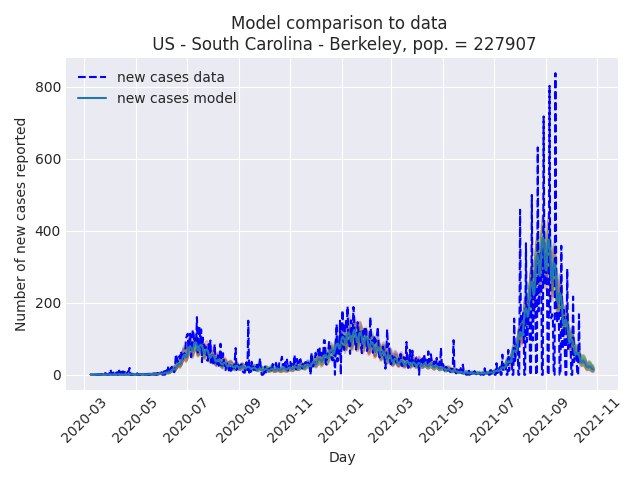 Model comparison to data
US - South Carolina - Berkeley, pop. = 227907
new cases data
new cases model
Number of new cases reported
800
600
400
200
0
2020-03
2020-05
2020-07
2020-09
2020-11
2021-01
2021-03
2021-05
2021-07
2021-09
2021-11
Day